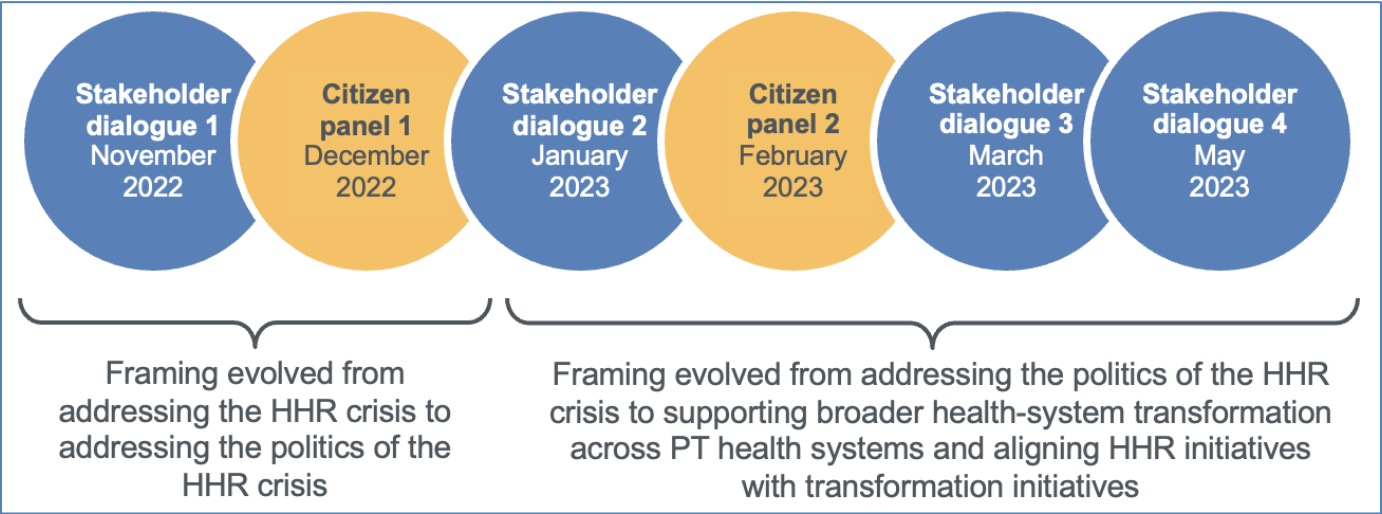 Stakeholder
dialogue 1
November
2022
Citizen
panel 1
December
2022
Stakeholder
dialogue 2
January
2023
Citizen
panel 2
February
2023
Stakeholder
dialogue 3
March
2023
Stakeholder
dialogue 4
May
2023
Framing evolved from
addressing the HHR crisis to
addressing the politics of the
HHR crisis
Framing evolved from addressing the politics of the HHR
crisis to supporting broader health-system transformation
across PT health systems and aligning HHR initiatives
with transformation initiatives